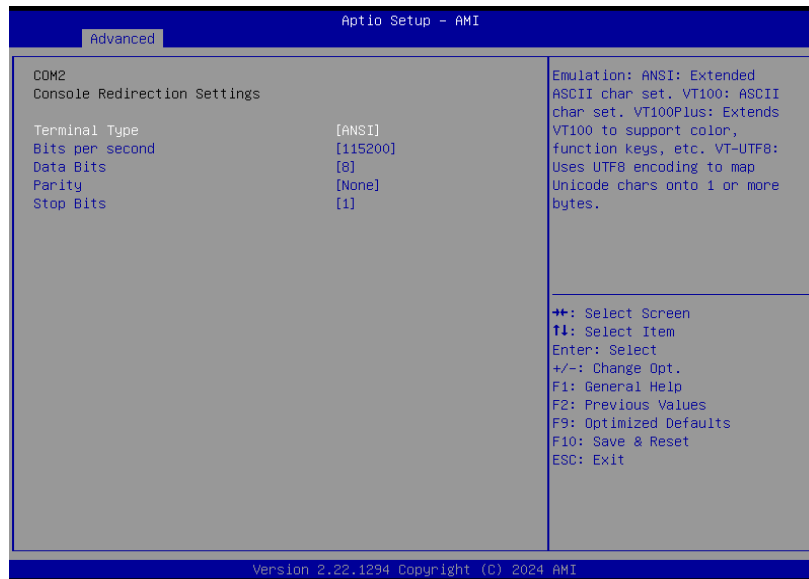 Aptio Setup – AMI
Advanced
COM2
Console Redirection Settings
Terminal Type [ANSI]
Bits per second [115200]
Data Bits [8]
Parity [None]
Stop Bits [1]
Emulation: ANSI: Extended
ASCII char set. VT100: ASCII
char set. VT100Plus: Extends
VT100 to support color,
function keys, etc. VT-UTF8:
Uses UTF8 encoding to map
Unicode chars onto 1 or more
bytes.
→←: Select Screen
↑↓: Select Item
Enter: Select
+/-: Change Opt.
F1: General Help
F2: Previous Values
F9: Optimized Defaults
F10: Save & Reset
ESC: Exit
Version 2.22.1294 Copyright (C) 2024 AMI